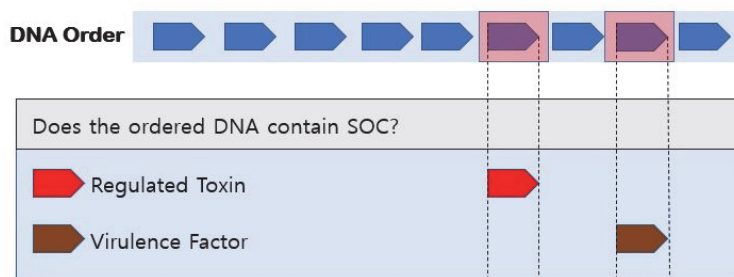 DNA Order
Does the ordered DNA contain SOC?
Regulated Toxin
Virulence Factor